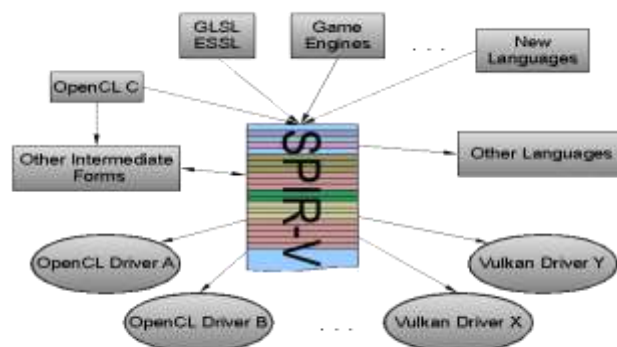 GLSL
ESSL
Game
Engines
. . .
New
Languages
OpenCL C
Other Intermediate
Forms
SPIR-V
Other Languages
OpenCL Driver A
Vulkan Driver Y
OpenCL Driver B
. . .
Vulkan Driver X